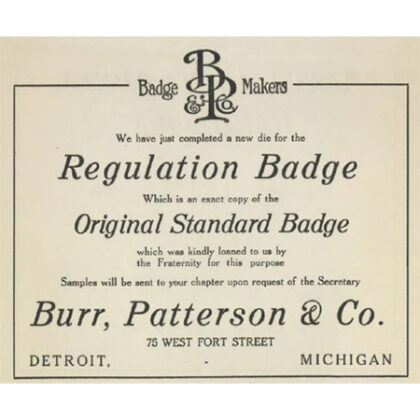 Badge BP & Co. Makers
We have just completed a new die for the
Regulation Badge
Which is an exact copy of the
Original Standard Badge
which was kindly loaned to us by
the Fraternity for this purpose
Samples will be sent to your chapter upon request of the Secretary
Burr, Patterson & Co.
75 WEST FORT STREET
DETROIT, - MICHIGAN